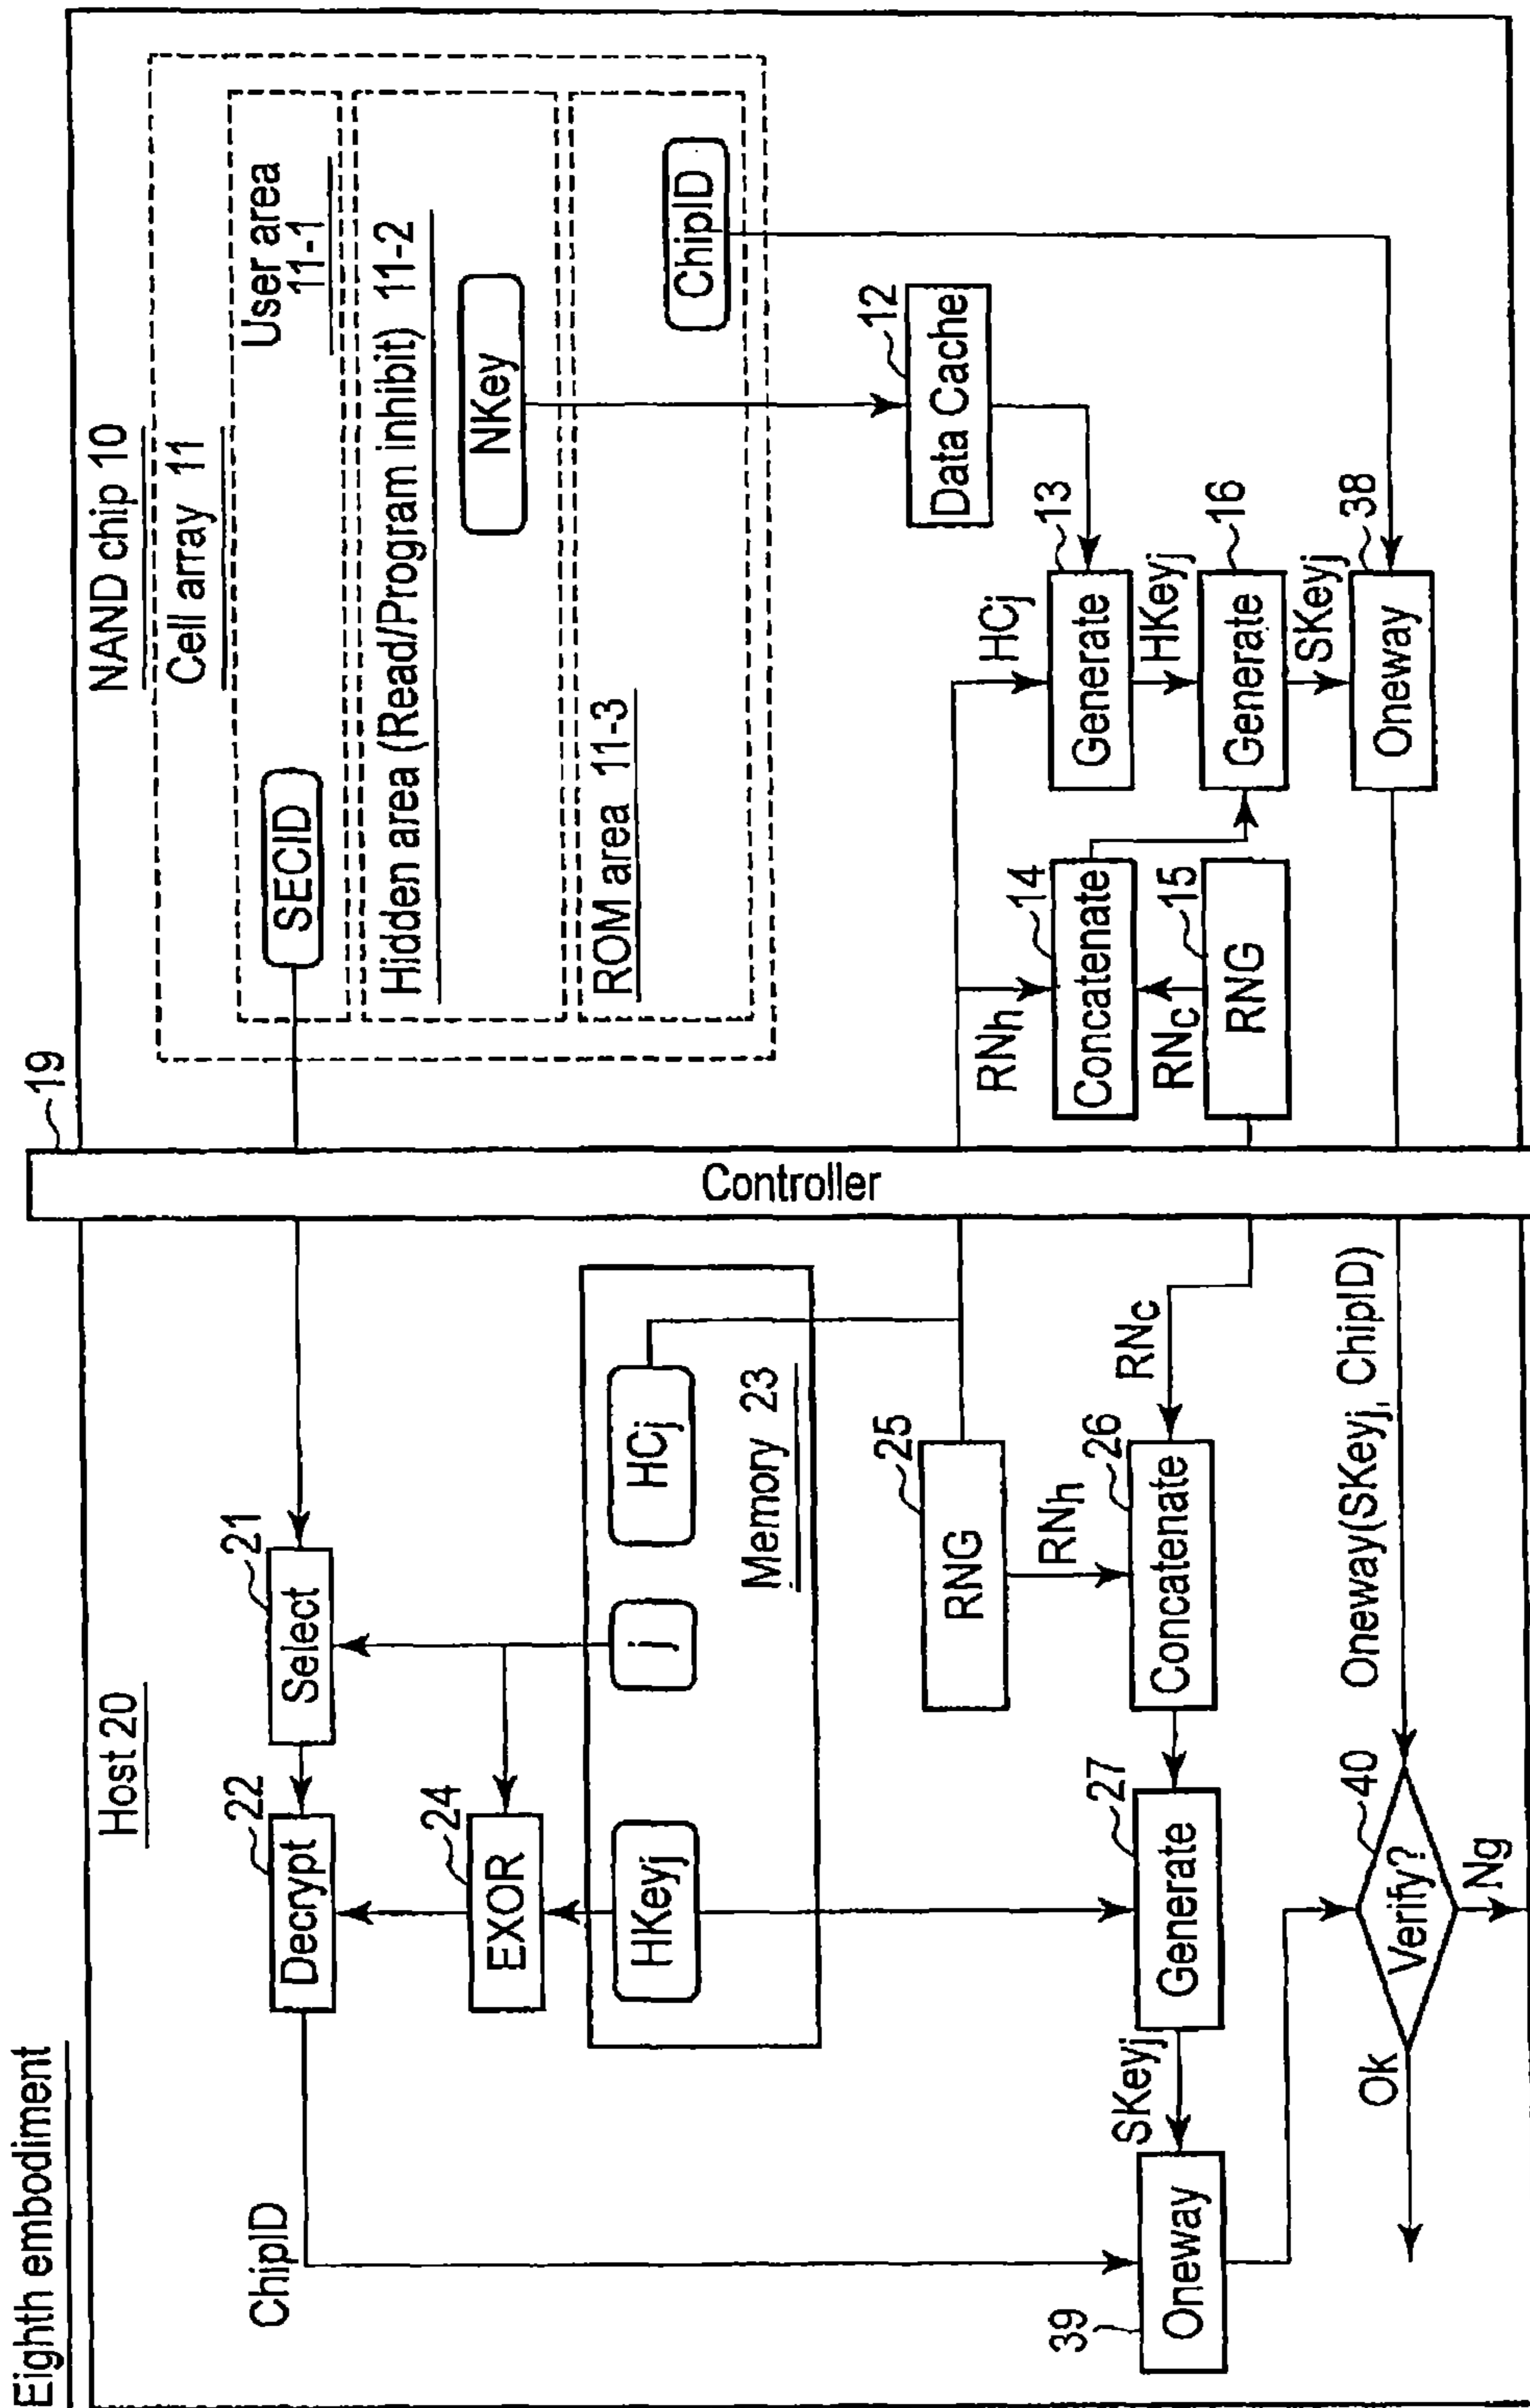 Eighth embodiment
Host 20
ChipID
Decrypt
22
Select
21
EXOR
24
HKeyj
j
HCj
Memory 23
RNG
25
RNh
RNc
Concatenate
26
Generate
27
SKeyj
Oneway
39
Oneway(SKeyj, ChipID)
Verify?
40
Ok
Ng
Controller
19
NAND chip 10
Cell array 11
SECID
User area
11-1
Hidden area (Read/Program inhibit) 11-2
NKey
ROM area 11-3
ChipID
Data Cache
12
HCj
Generate
13
HKeyj
RNh
Concatenate
14
RNc
RNG
15
Generate
16
SKeyj
Oneway
38